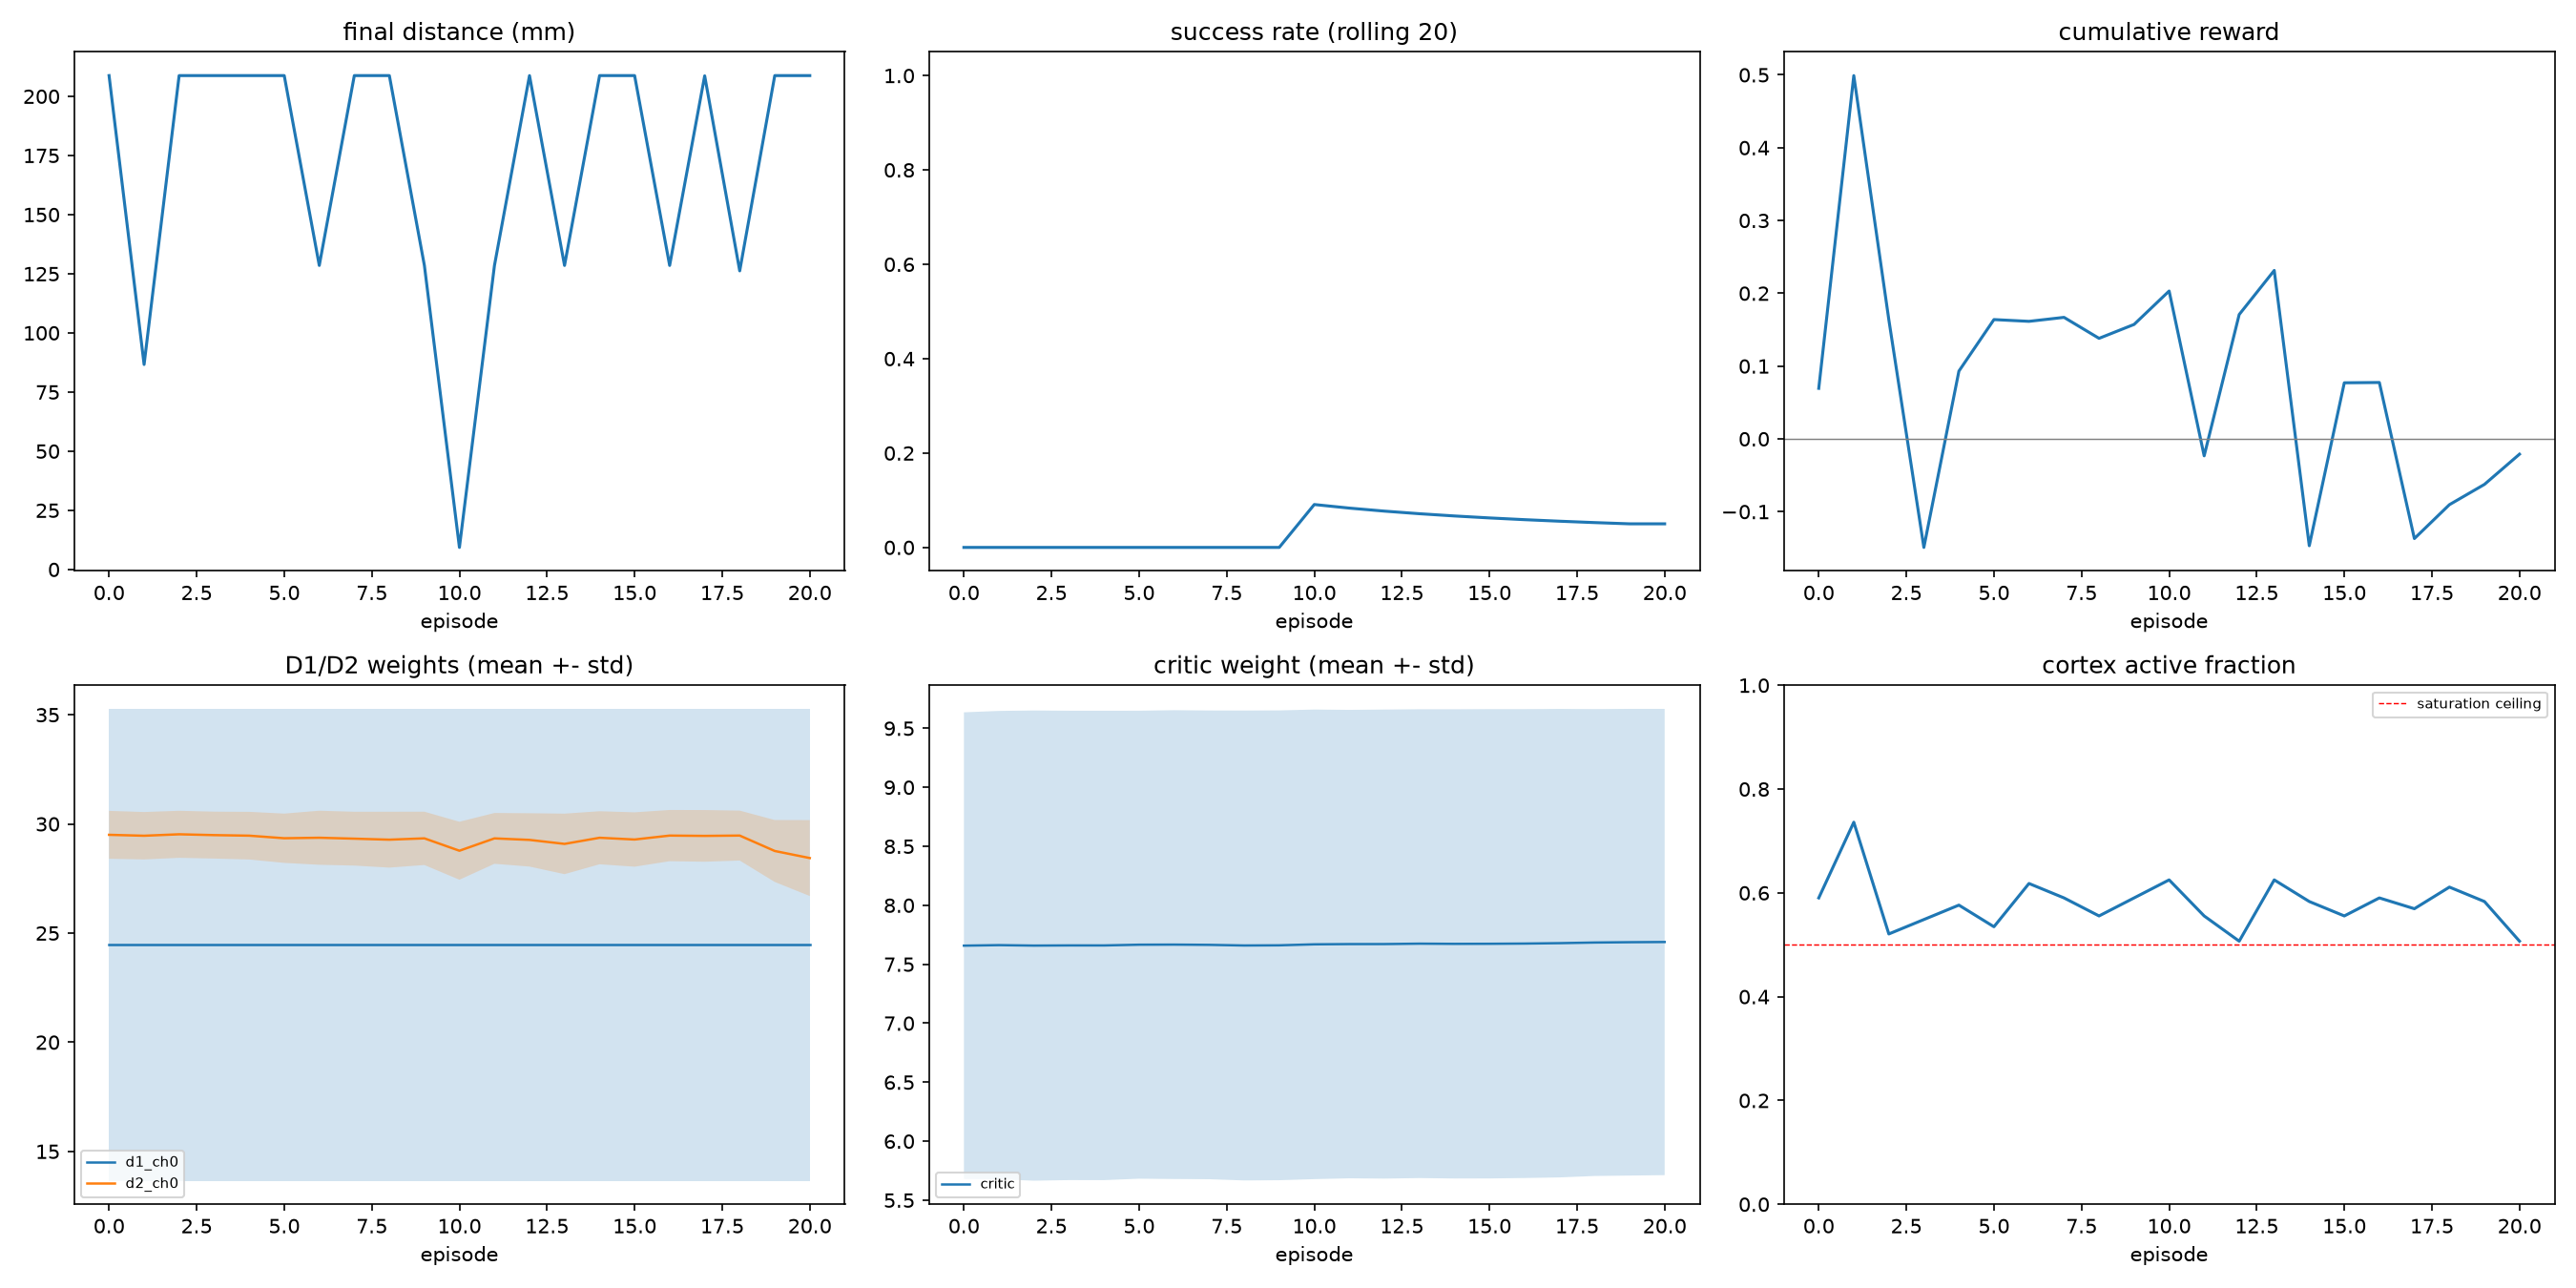 final distance (mm)
200
175
150
125
100
75
50
25
0
0.0 2.5 5.0 7.5 10.0 12.5 15.0 17.5 20.0
episode
success rate (rolling 20)
1.0
0.8
0.6
0.4
0.2
0.0
0.0 2.5 5.0 7.5 10.0 12.5 15.0 17.5 20.0
episode
cumulative reward
0.5
0.4
0.3
0.2
0.1
0.0
−0.1
0.0 2.5 5.0 7.5 10.0 12.5 15.0 17.5 20.0
episode
D1/D2 weights (mean +- std)
35
30
25
20
15
d1_ch0
d2_ch0
0.0 2.5 5.0 7.5 10.0 12.5 15.0 17.5 20.0
episode
critic weight (mean +- std)
9.5
9.0
8.5
8.0
7.5
7.0
6.5
6.0
5.5
critic
0.0 2.5 5.0 7.5 10.0 12.5 15.0 17.5 20.0
episode
cortex active fraction
1.0
0.8
0.6
0.4
0.2
0.0
saturation ceiling
0.0 2.5 5.0 7.5 10.0 12.5 15.0 17.5 20.0
episode